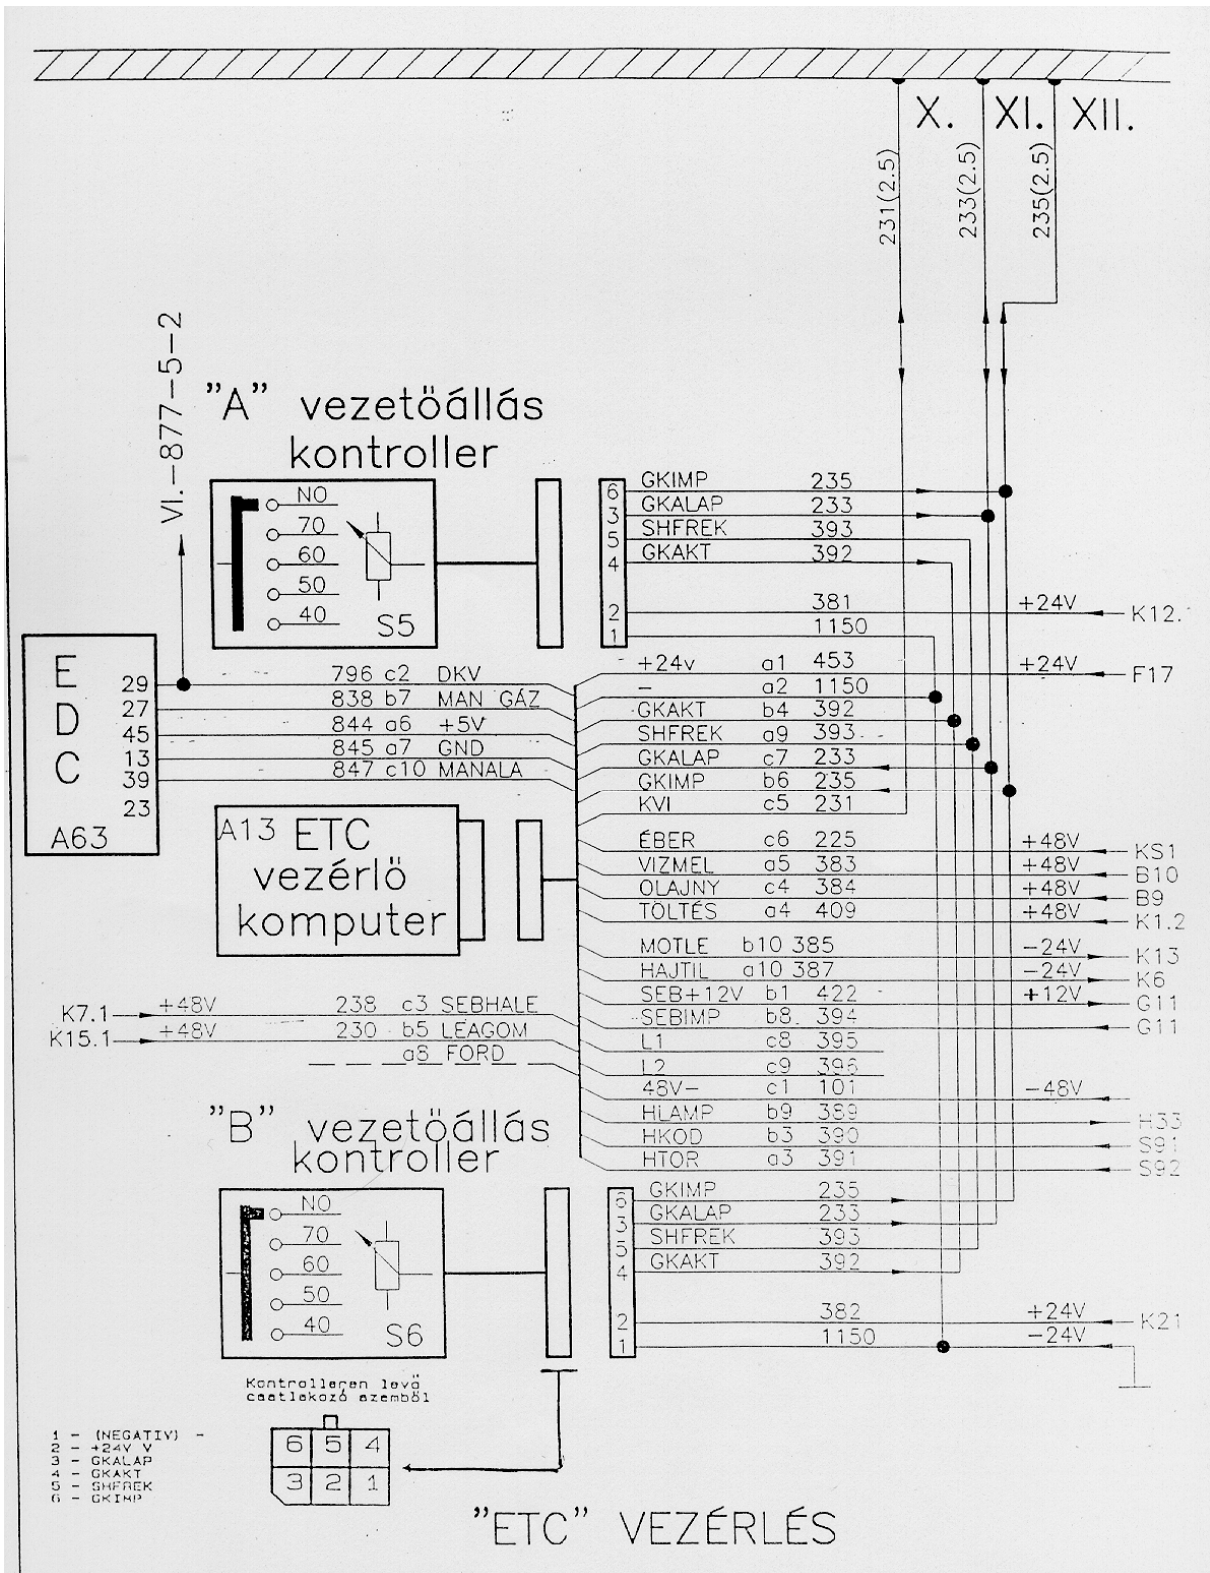 X. XI. XII.
231(2.5)
233(2.5)
235(2.5)
VI.-877-5-2
"A" vezetöállás
kontroller
NO
70
60
50
40
S5
6 GKIMP 235
3 GKALAP 233
5 SHFREK 393
4 GKAKT 392
2 381 +24V K12.
1 1150
E
D
C
A63
29 796 c2 DKV
27 838 b7 MAN GÁZ
45 844 a6 +5V
13 845 a7 GND
39 847 c10 MANALA
23
+24v a1 453 +24V F17
- a2 1150
GKAKT b4 392
SHFREK a9 393
GKALAP c7 233
GKIMP b6 235
KVI c5 231
A13 ETC
vezérlö
komputer
ÉBER c6 225 +48V KS1
VIZMEL a5 383 +48V B10
OLAJNY c4 384 +48V B9
TÖLTÉS a4 409 +48V K1.2
MOTLE b10 385 -24V K13
HAJTIL a10 387 -24V K6
SEB+12V b1 422 +12V G11
SEBIMP b8 394 G11
L1 c8 395
L2 c9 396
48V- c1 101 -48V
HLAMP b9 389 H33
HKOD b3 390 S91
HTOR a3 391 S92
K7.1 +48V 238 c3 SEBHALE
K15.1 +48V 230 b5 LEAGOM
a8 FORD
"B" vezetöállás
kontroller
NO
70
60
50
40
S6
6 GKIMP 235
3 GKALAP 233
5 SHFREK 393
4 GKAKT 392
2 382 +24V K21
1 1150 -24V
Kontrolleren levö
csatlakozó szemböl
6 5 4
3 2 1
1 - (NEGATIV) -
2 - +24V V
3 - GKALAP
4 - GKAKT
5 - SHFREK
6 - GKIMP
"ETC" VEZÉRLÉS